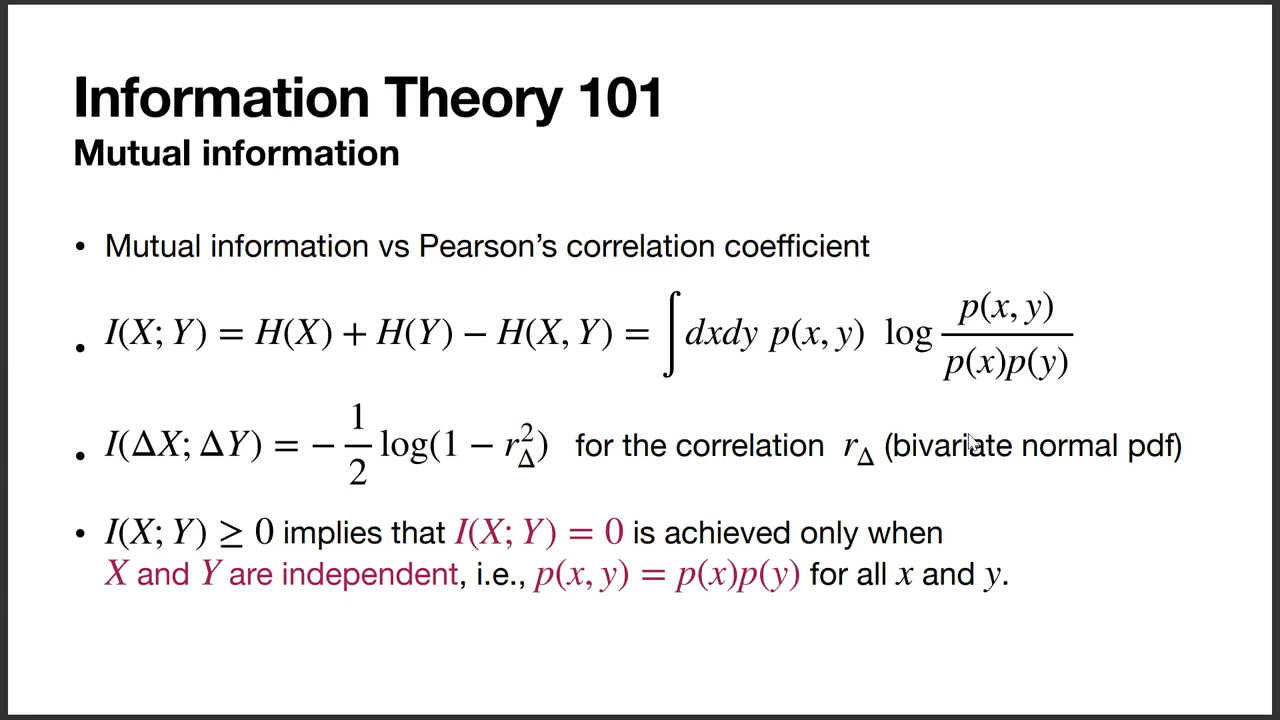 Information Theory 101
Mutual information
• Mutual information vs Pearson’s correlation coefficient
• I(X; Y) = H(X) + H(Y) − H(X, Y) = ∫ dxdy p(x, y) log p(x, y) / p(x)p(y)
• I(ΔX; ΔY) = − 1/2 log(1 − r_Δ^2) for the correlation r_Δ (bivariate normal pdf)
• I(X; Y) ≥ 0 implies that I(X; Y) = 0 is achieved only when
X and Y are independent, i.e., p(x, y) = p(x)p(y) for all x and y.